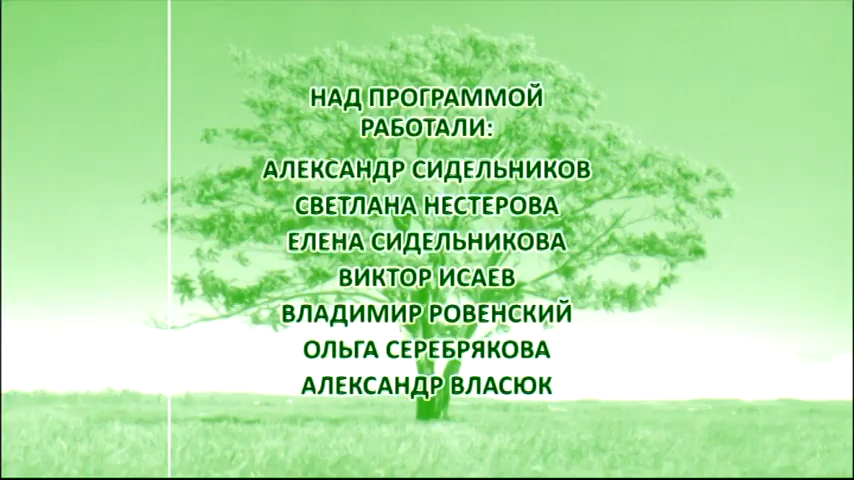 НАД ПРОГРАММОЙ
РАБОТАЛИ:
АЛЕКСАНДР СИДЕЛЬНИКОВ
СВЕТЛАНА НЕСТЕРОВА
ЕЛЕНА СИДЕЛЬНИКОВА
ВИКТОР ИСАЕВ
ВЛАДИМИР РОВЕНСКИЙ
ОЛЬГА СЕРЕБРЯКОВА
АЛЕКСАНДР ВЛАСЮК